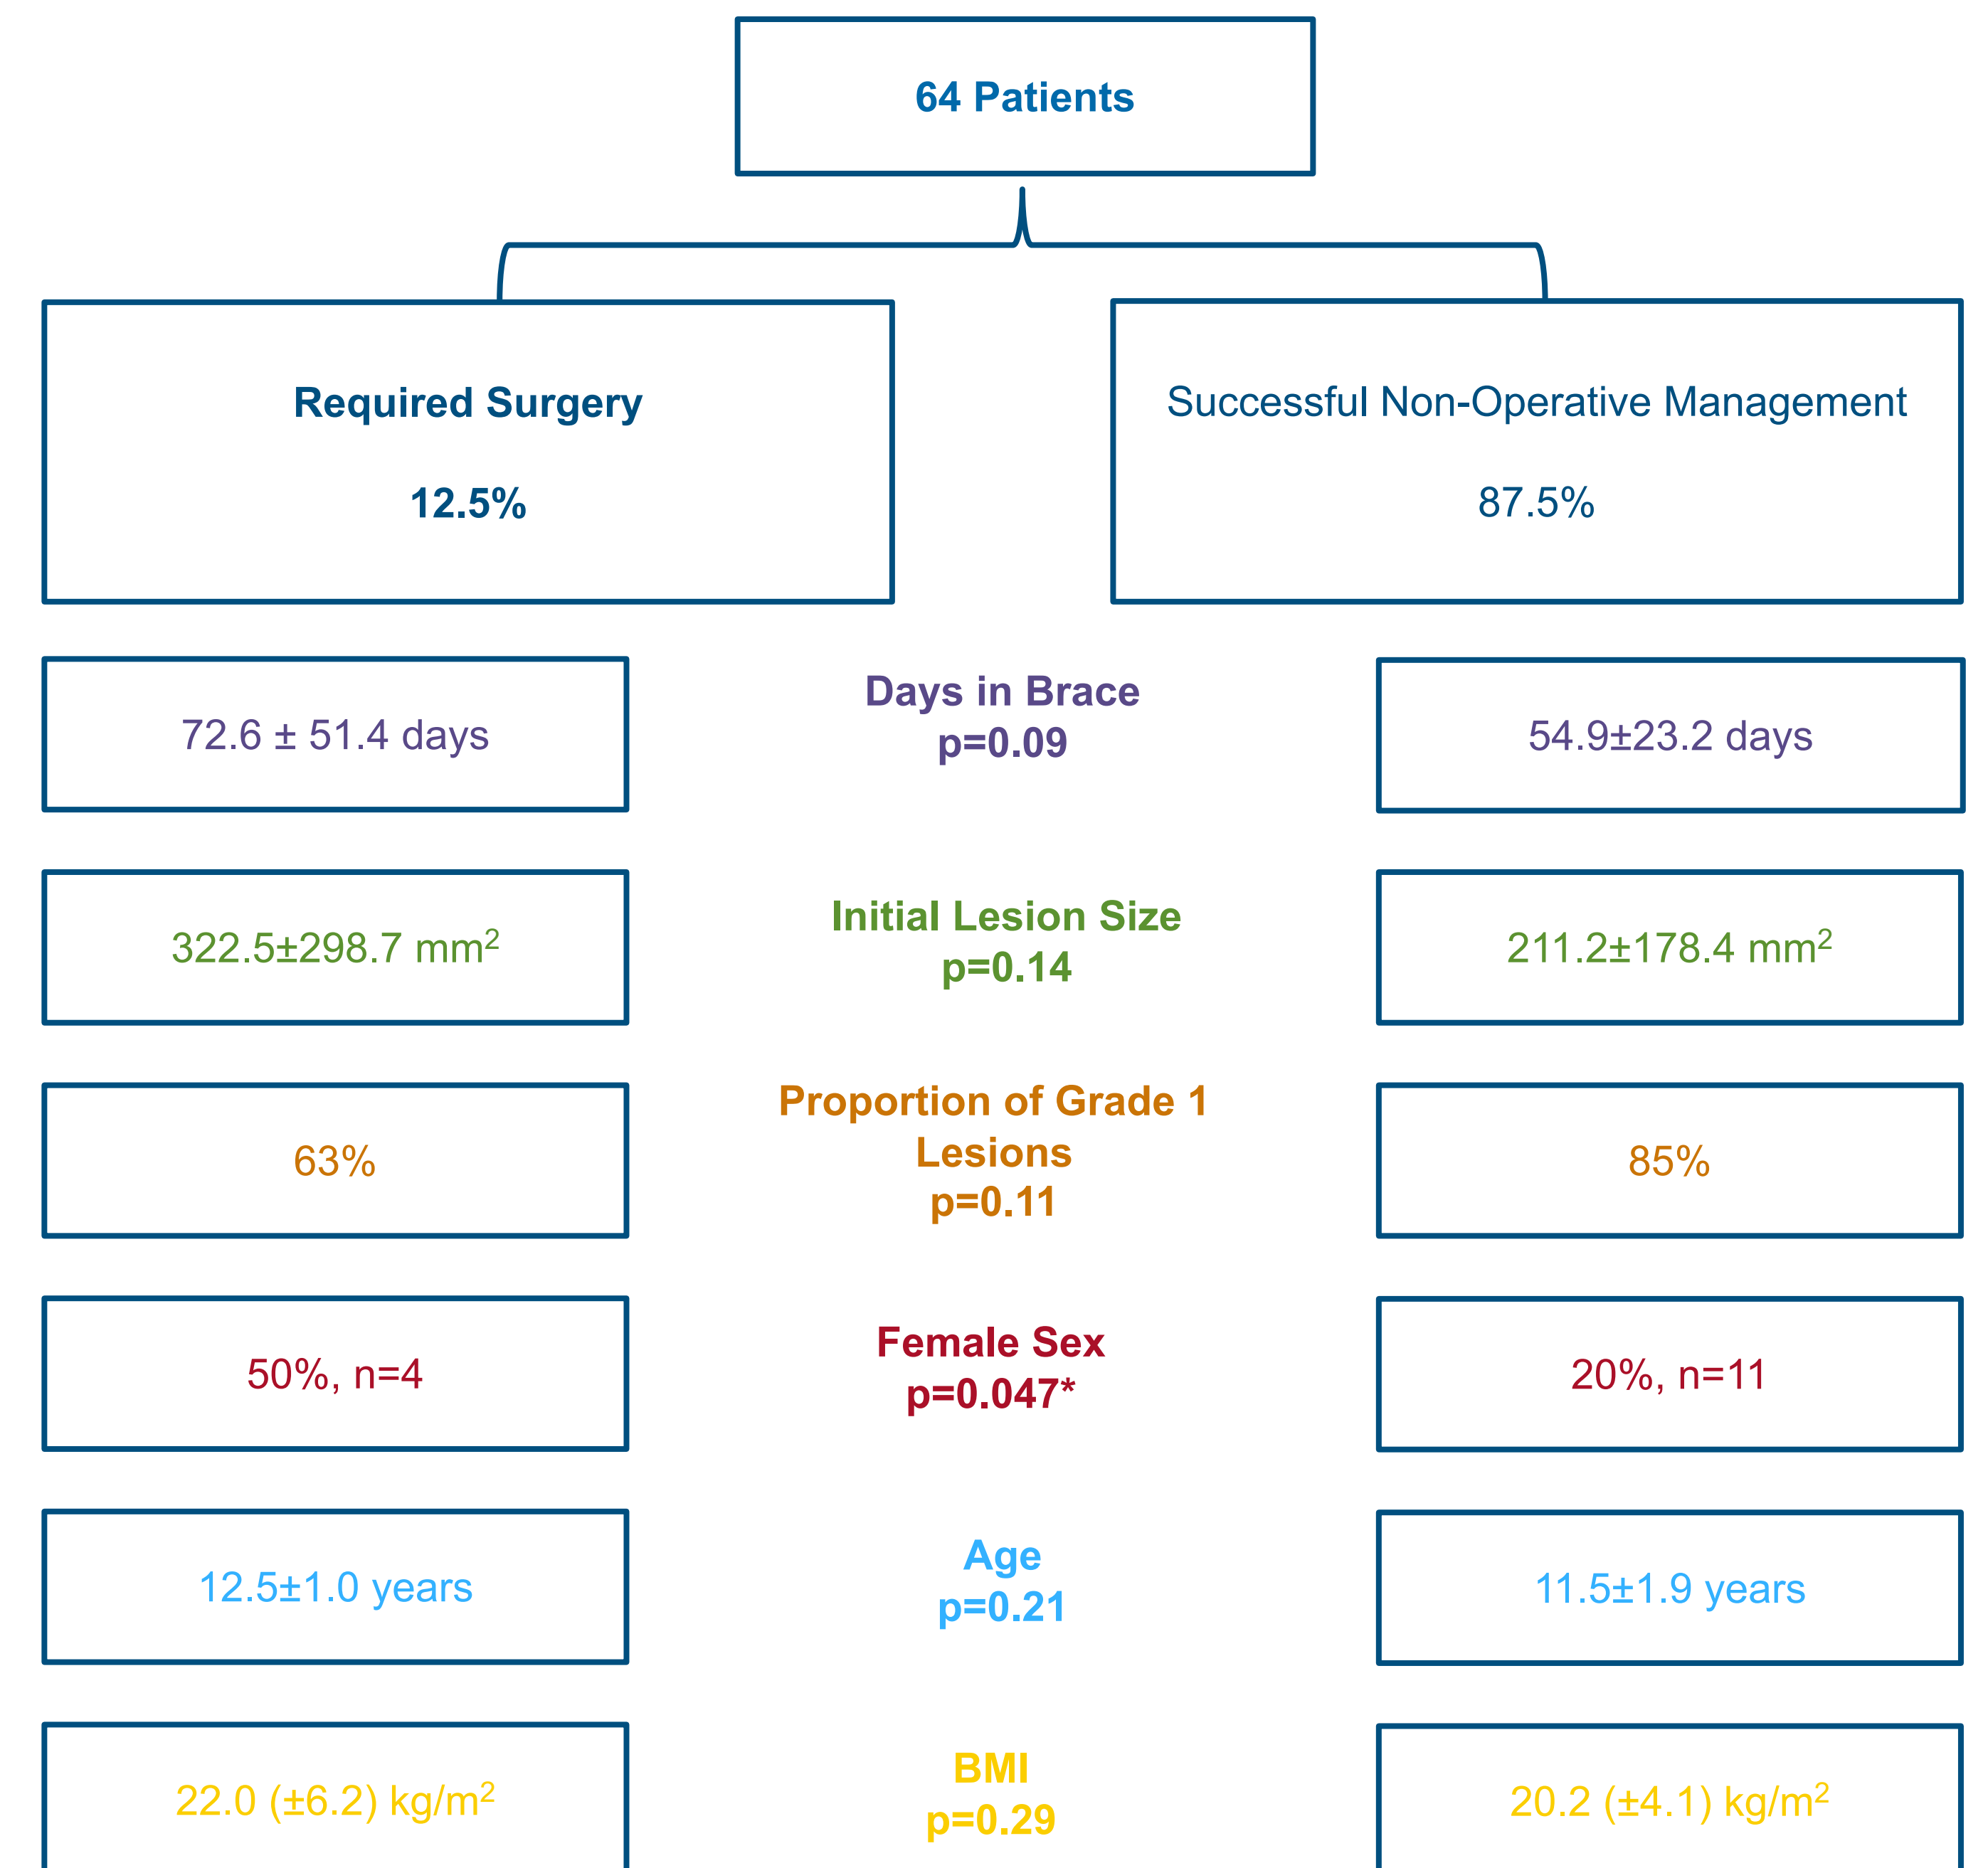 64 Patients
Required Surgery
12.5%
Successful Non-Operative Management
87.5%
72.6 ± 51.4 days
Days in Brace
p=0.09
54.9±23.2 days
322.5±298.7 mm²
Initial Lesion Size
p=0.14
211.2±178.4 mm²
63%
Proportion of Grade 1
Lesions
p=0.11
85%
50%, n=4
Female Sex
p=0.047*
20%, n=11
12.5±1.0 years
Age
p=0.21
11.5±1.9 years
22.0 (±6.2) kg/m²
BMI
p=0.29
20.2 (±4.1) kg/m²